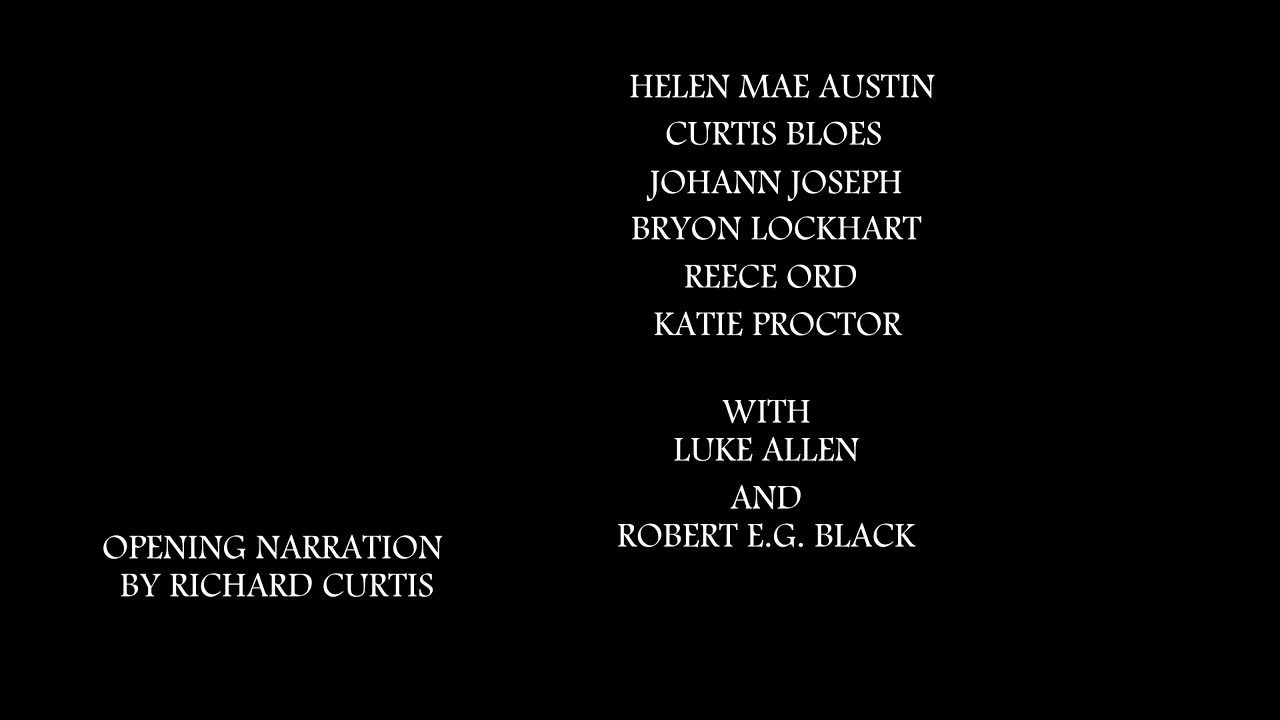 HELEN MAE AUSTIN
CURTIS BLOES
JOHANN JOSEPH
BRYON LOCKHART
REECE ORD
KATIE PROCTOR
WITH
LUKE ALLEN
AND
ROBERT E.G. BLACK
OPENING NARRATION
BY RICHARD CURTIS